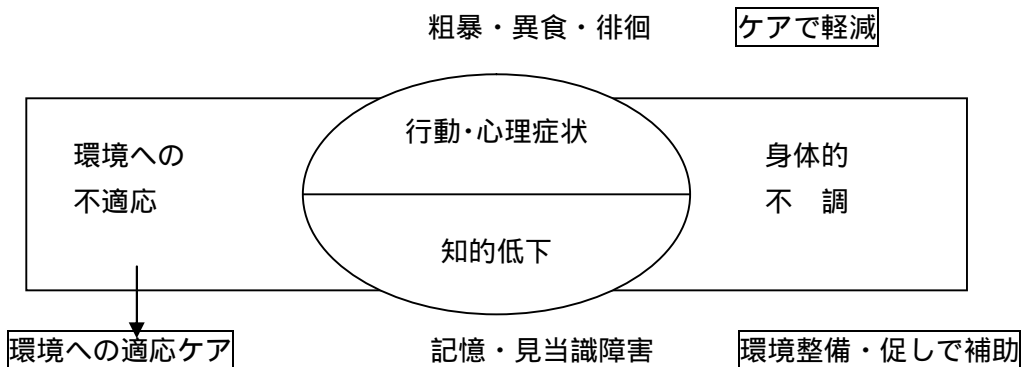 粗暴・異食・徘徊 ケアで軽減
行動･心理症状
環境への
不適応
身体的
不　調
知的低下
環境への適応ケア 記憶・見当識障害 環境整備・促しで補助